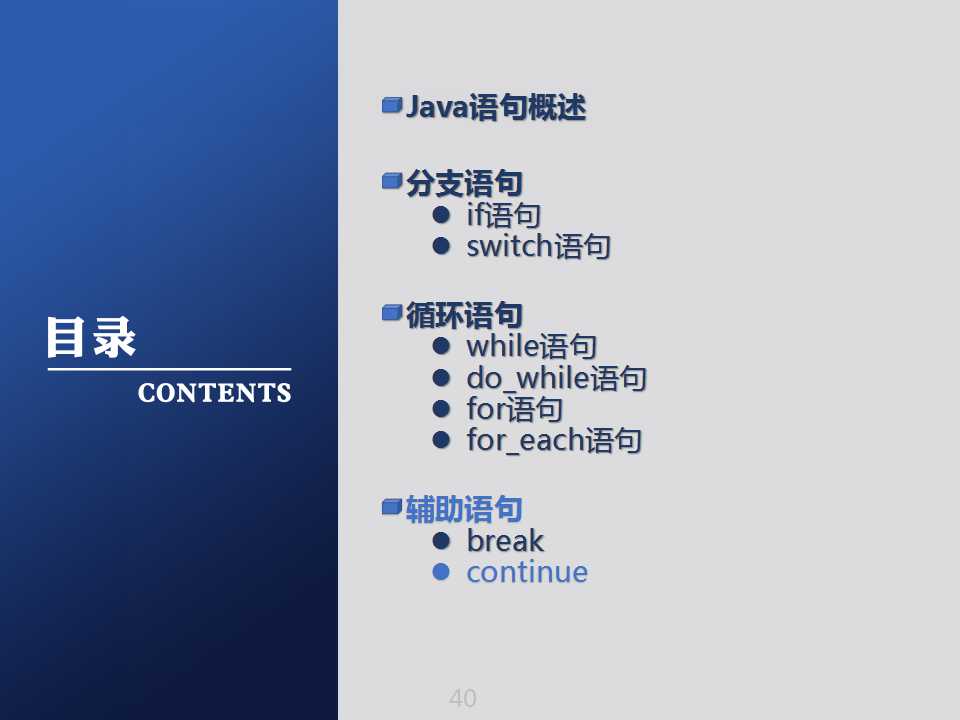 目录
CONTENTS
Java语句概述
分支语句
if语句
switch语句
循环语句
while语句
do_while语句
for语句
for_each语句
辅助语句
break
continue
40